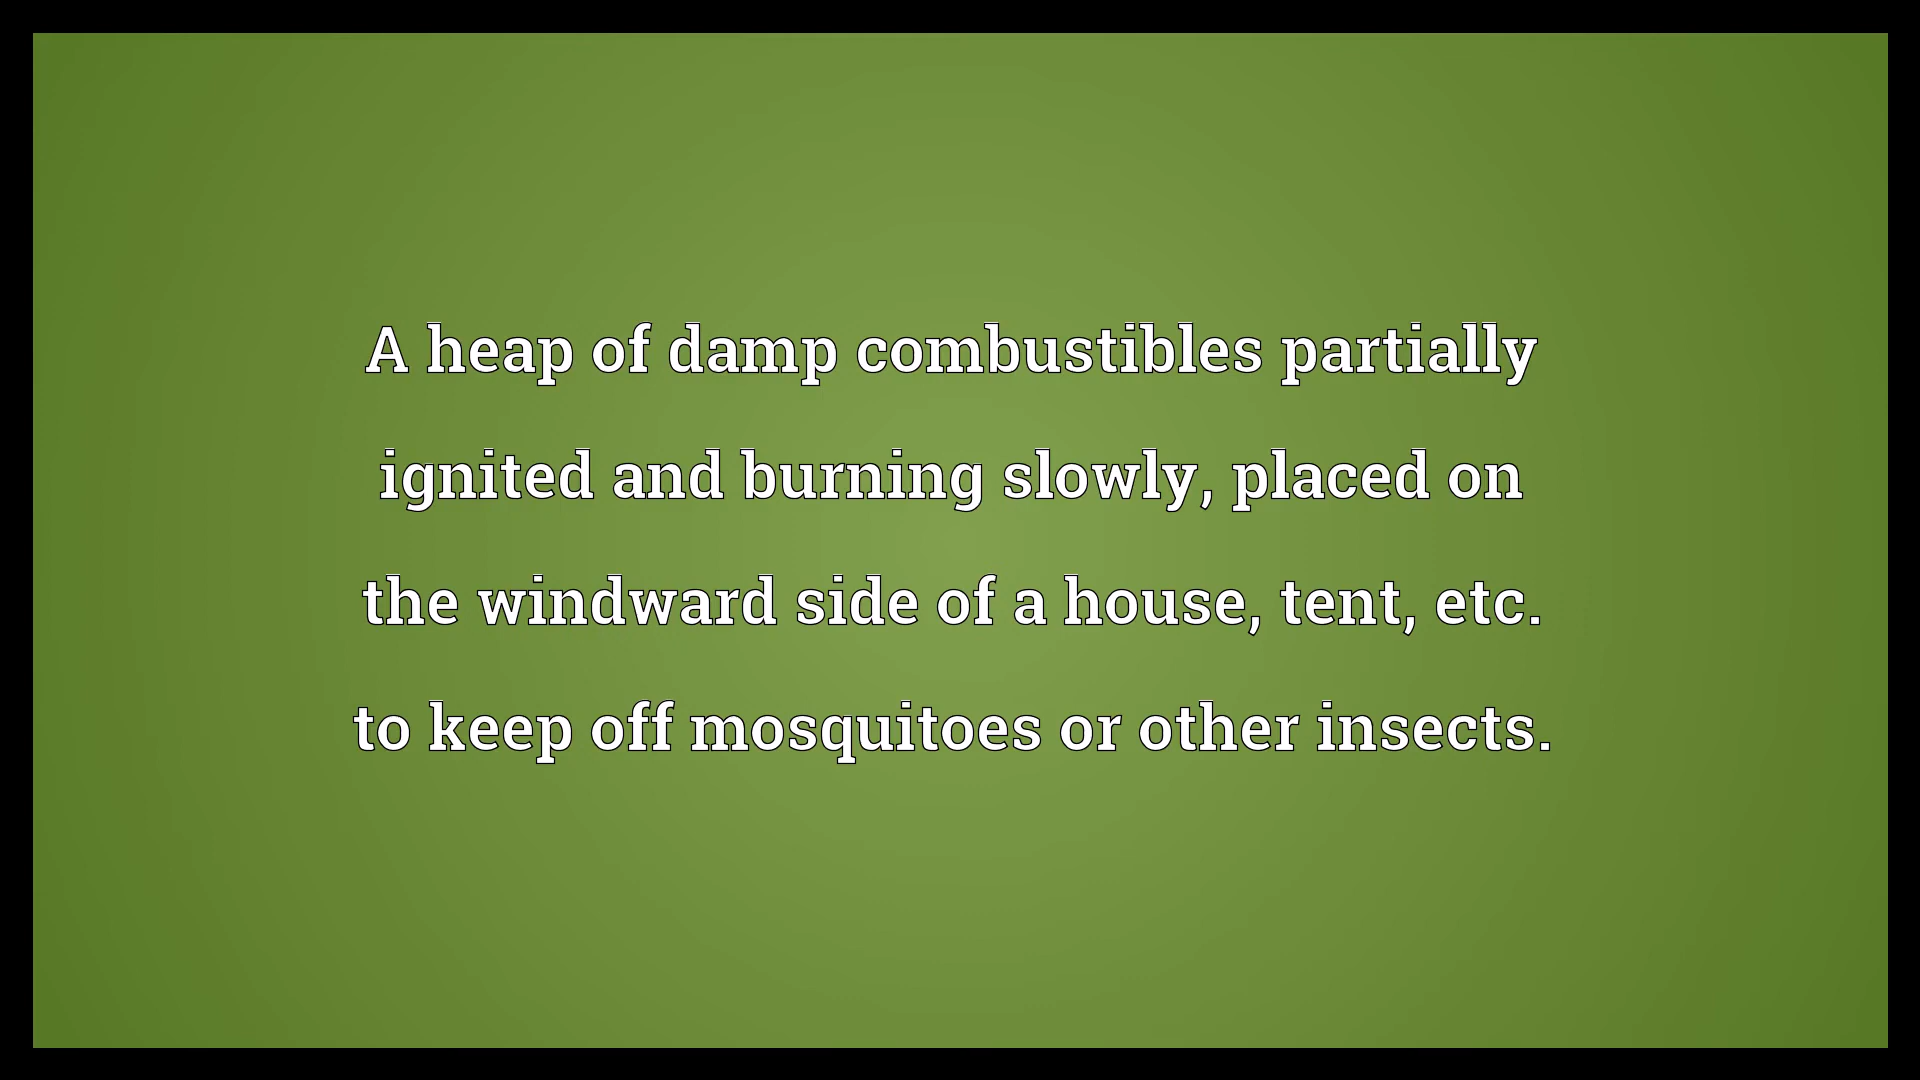 A heap of damp combustibles partially
ignited and burning slowly, placed on
the windward side of a house, tent, etc.
to keep off mosquitoes or other insects.